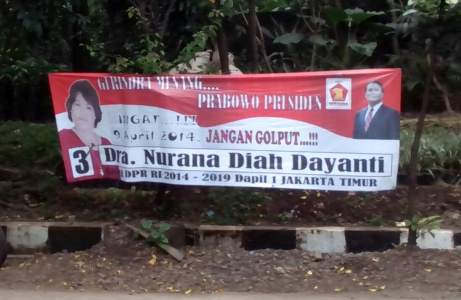 GERINDRA MENANG....
PRABOWO PRESIDEN
INGAT...!!!
9 April 2014. JANGAN GOLPUT...!!!
3 Dra. Nurana Diah Dayanti
DPR RI 2014 - 2019 Dapil 1 JAKARTA TIMUR